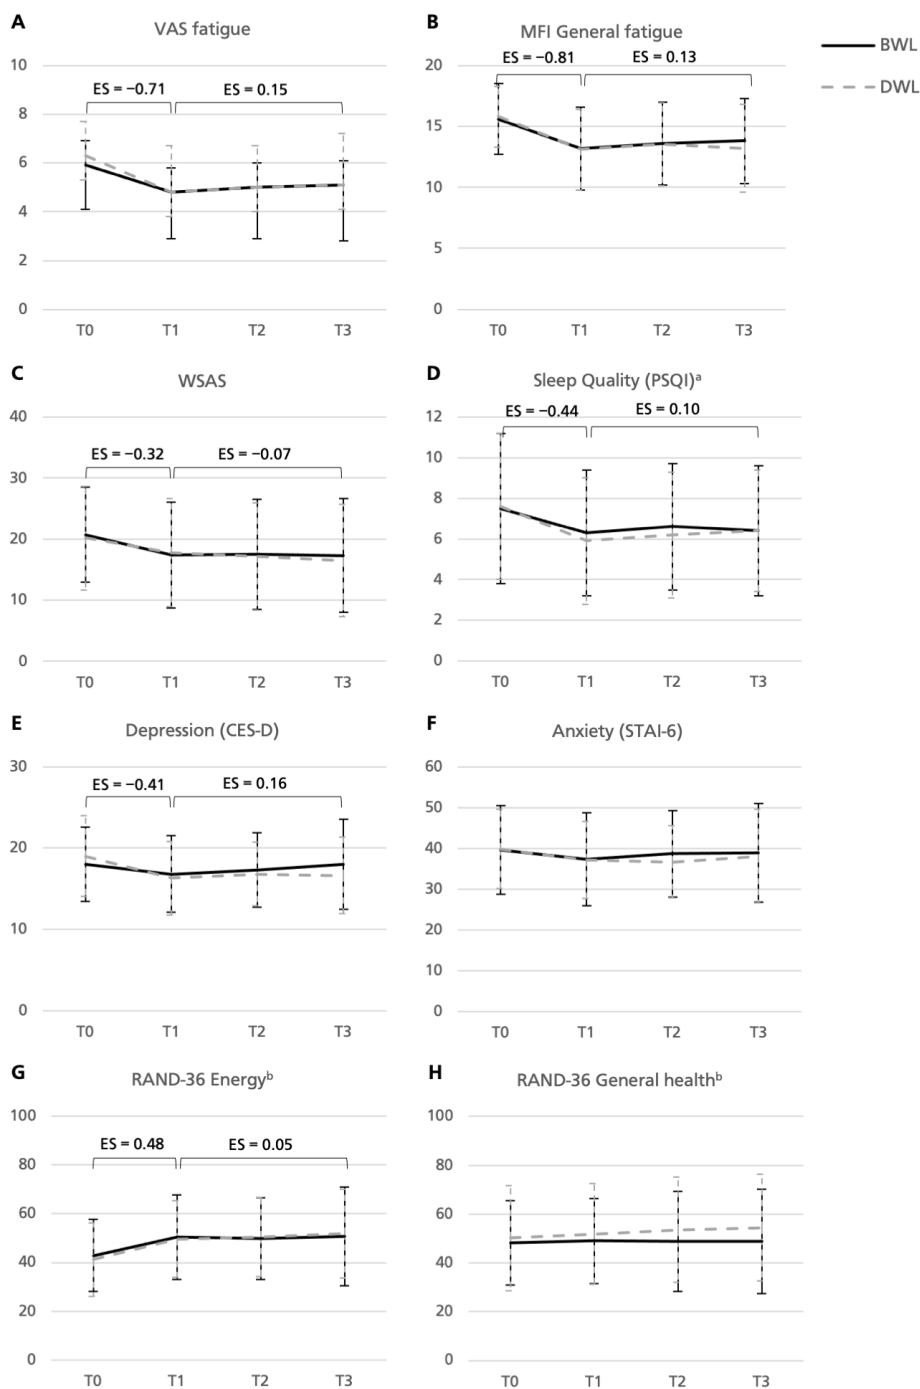 A
VAS fatigue
10
8
6
4
2
0
ES = −0.71
ES = 0.15
T0 T1 T2 T3
B
MFI General fatigue
20
15
10
5
0
ES = −0.81
ES = 0.13
T0 T1 T2 T3
BWL
DWL
C
WSAS
40
30
20
10
0
ES = −0.32
ES = −0.07
T0 T1 T2 T3
D
Sleep Quality (PSQI)ᵃ
12
10
8
6
4
2
0
ES = −0.44
ES = 0.10
T0 T1 T2 T3
E
Depression (CES-D)
30
20
10
0
ES = −0.41
ES = 0.16
T0 T1 T2 T3
F
Anxiety (STAI-6)
60
50
40
30
20
10
0
T0 T1 T2 T3
G
RAND-36 Energyᵇ
100
80
60
40
20
0
ES = 0.48
ES = 0.05
T0 T1 T2 T3
H
RAND-36 General healthᵇ
100
80
60
40
20
0
T0 T1 T2 T3